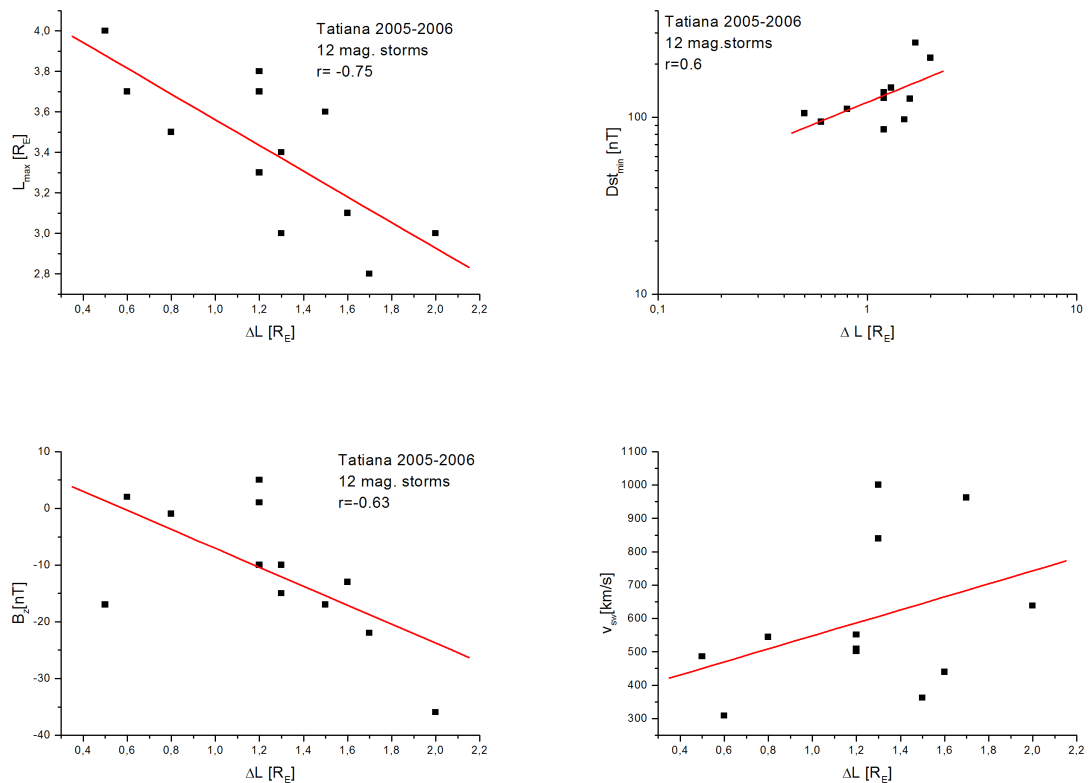 Tatiana 2005-2006
12 mag. storms
r= -0.75
4,0
3,8
3,6
3,4
3,2
3,0
2,8
L_max [R_E]
0,4 0,6 0,8 1,0 1,2 1,4 1,6 1,8 2,0 2,2
ΔL [R_E]
Tatiana 2005-2006
12 mag.storms
r=0.6
100
10
Dst_min [nT]
0,1 1 10
Δ L [R_E]
Tatiana 2005-2006
12 mag. storms
r=-0.63
10
0
-10
-20
-30
-40
B_z[nT]
0,4 0,6 0,8 1,0 1,2 1,4 1,6 1,8 2,0 2,2
ΔL [R_E]
1100
1000
900
800
700
600
500
400
300
v_sw[km/s]
0,4 0,6 0,8 1,0 1,2 1,4 1,6 1,8 2,0 2,2
ΔL [R_E]